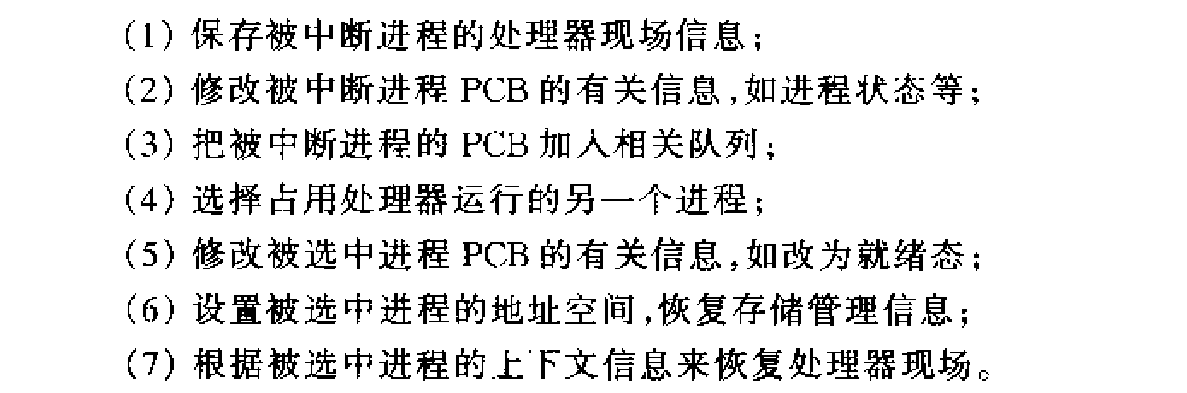 (1) 保存被中断进程的处理器现场信息;
(2) 修改被中断进程 PCB 的有关信息,如进程状态等;
(3) 把被中断进程的 PCB 加入相关队列;
(4) 选择占用处理器运行的另一个进程;
(5) 修改被选中进程 PCB 的有关信息,如改为就绪态;
(6) 设置被选中进程的地址空间,恢复存储管理信息;
(7) 根据被选中进程的上下文信息来恢复处理器现场。